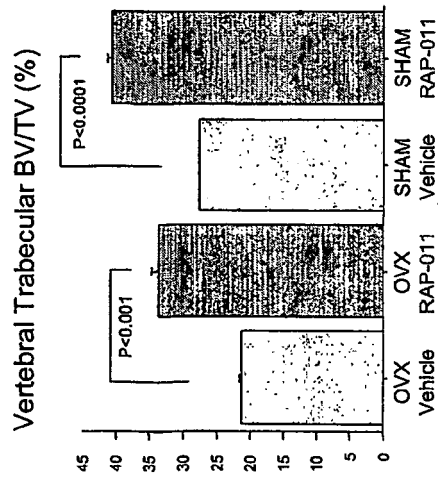 Vertebral Trabecular BV/TV (%)
P<0.001
P<0.0001
45
40
35
30
25
20
15
10
5
0
OVX
Vehicle
OVX
RAP-011
SHAM
Vehicle
SHAM
RAP-011